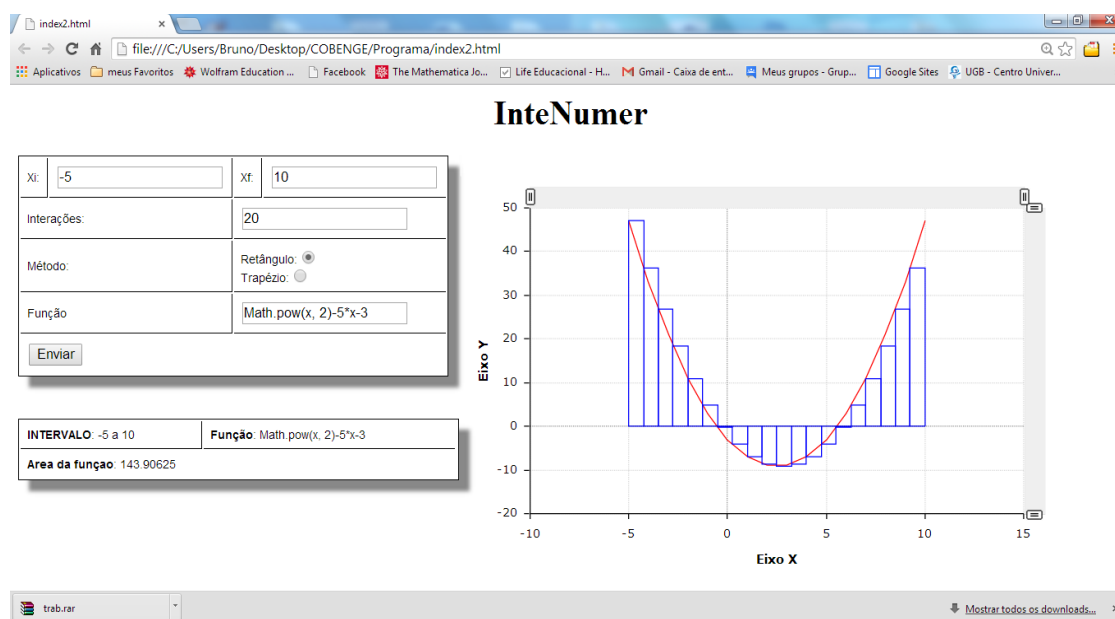 index2.html
file:///C:/Users/Bruno/Desktop/COBENGE/Programa/index2.html
Aplicativos meus Favoritos Wolfram Education ... Facebook The Mathematica Jo... Life Educacional - H... Gmail - Caixa de ent... Meus grupos - Grup... Google Sites UGB - Centro Univer...
InteNumer
Xi: -5 Xf: 10
Interações: 20
Método: Retângulo:
Trapézio:
Função Math.pow(x, 2)-5*x-3
Enviar
INTERVALO: -5 a 10 Função: Math.pow(x, 2)-5*x-3
Area da funçao: 143.90625
50
40
30
20
10
0
-10
-20
Eixo Y
-10 -5 0 5 10 15
Eixo X
trab.rar
Mostrar todos os downloads...